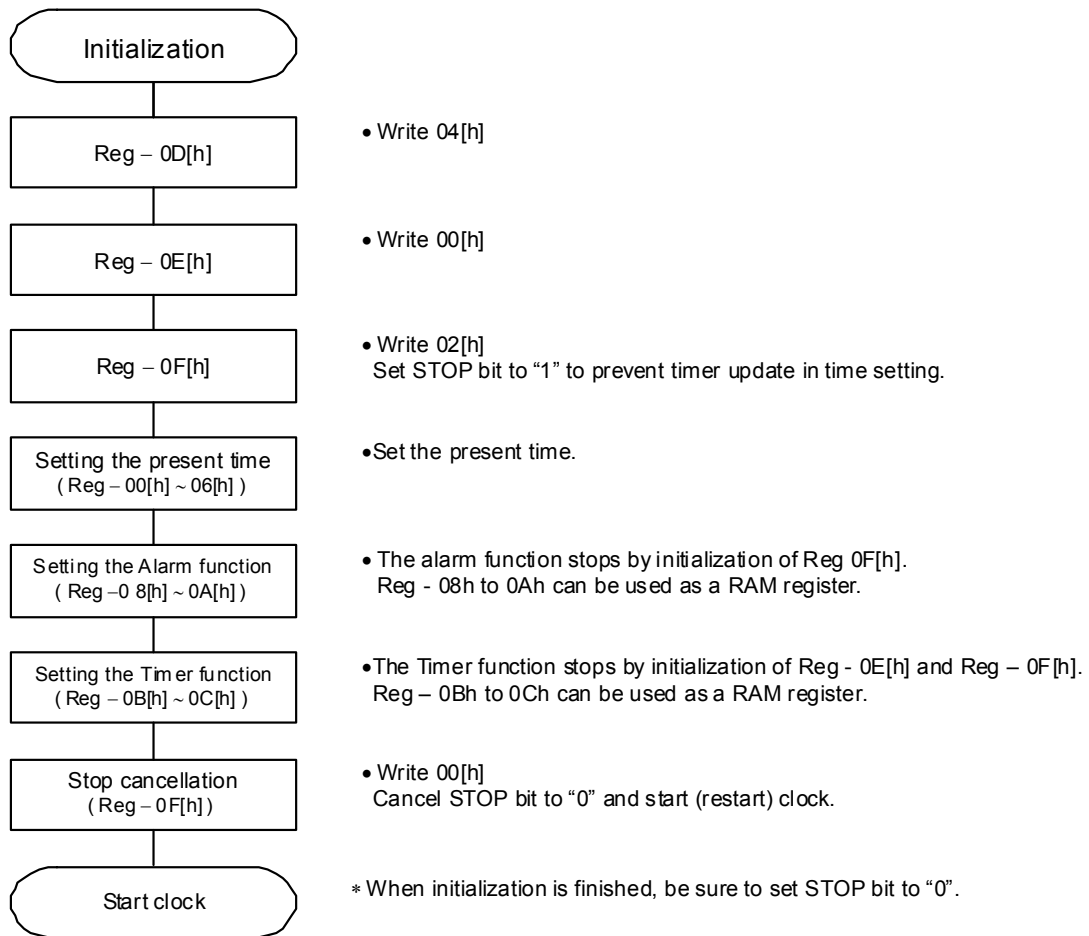 Initialization
Reg – 0D[h]
• Write 04[h]
Reg – 0E[h]
• Write 00[h]
Reg – 0F[h]
• Write 02[h]
Set STOP bit to “1” to prevent timer update in time setting.
Setting the present time
( Reg – 00[h] ~ 06[h] )
•Set the present time.
Setting the Alarm function
( Reg –0 8[h] ~ 0A[h] )
• The alarm function stops by initialization of Reg 0F[h].
Reg - 08h to 0Ah can be used as a RAM register.
Setting the Timer function
( Reg – 0B[h] ~ 0C[h] )
•The Timer function stops by initialization of Reg - 0E[h] and Reg – 0F[h].
Reg – 0Bh to 0Ch can be used as a RAM register.
Stop cancellation
( Reg – 0F[h] )
• Write 00[h]
Cancel STOP bit to “0” and start (restart) clock.
Start clock
* When initialization is finished, be sure to set STOP bit to “0”.